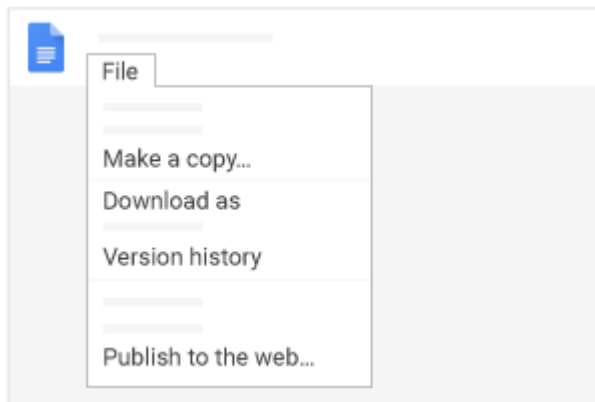 File
Make a copy...
Download as
Version history
Publish to the web...